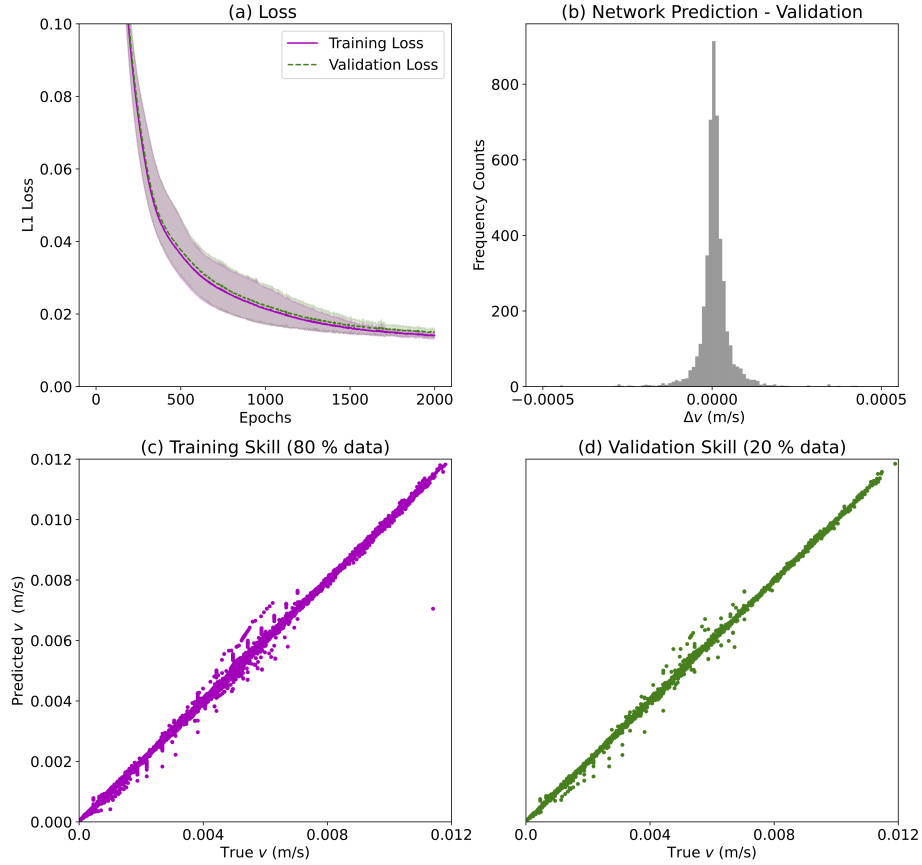 (a) Loss
0.10
0.08
0.06
0.04
0.02
0.00
L1 Loss
Training Loss
Validation Loss
0 500 1000 1500 2000
Epochs
(b) Network Prediction - Validation
800
600
400
200
0
Frequency Counts
−0.0005 0.0000 0.0005
Δv (m/s)
(c) Training Skill (80 % data)
0.012
0.010
0.008
0.006
0.004
0.002
0.000
Predicted v (m/s)
0.0 0.004 0.008 0.012
True v (m/s)
(d) Validation Skill (20 % data)
0.0 0.004 0.008 0.012
True v (m/s)